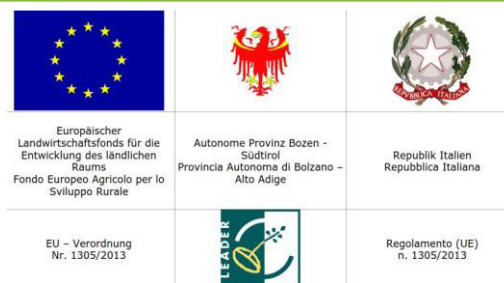 REPVBBLICA ITALIANA
Europäischer
Landwirtschaftsfonds für die
Entwicklung des ländlichen
Raums
Fondo Europeo Agricolo per lo
Sviluppo Rurale
Autonome Provinz Bozen -
Südtirol
Provincia Autonoma di Bolzano –
Alto Adige
Republik Italien
Repubblica Italiana
EU – Verordnung
Nr. 1305/2013
LEADER
Regolamento (UE)
n. 1305/2013